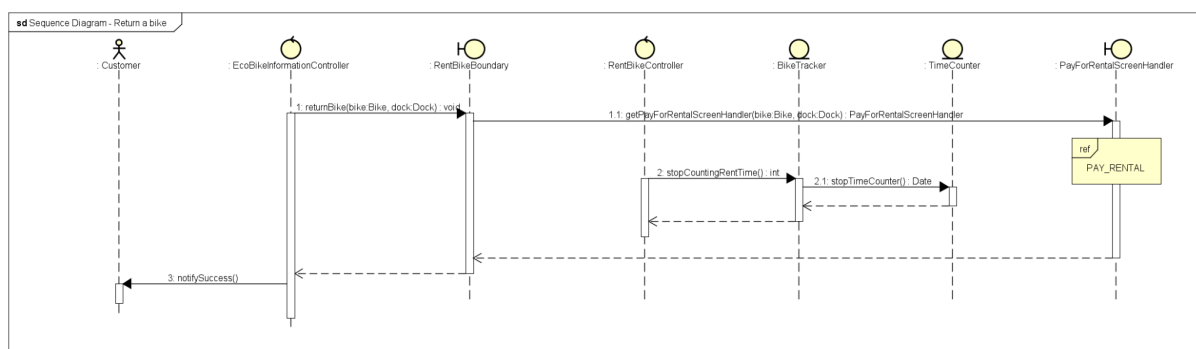 sd Sequence Diagram - Return a bike
: Customer
: EcoBikeInformationController
: RentBikeBoundary
: RentBikeController
: BikeTracker
: TimeCounter
: PayForRentalScreenHandler
1: returnBike(bike:Bike, dock:Dock) : void
1.1: getPayForRentalScreenHandler(bike:Bike, dock:Dock) : PayForRentalScreenHandler
ref
PAY_RENTAL
2: stopCountingRentTime() : int
2.1: stopTimeCounter() : Date
3: notifySuccess()